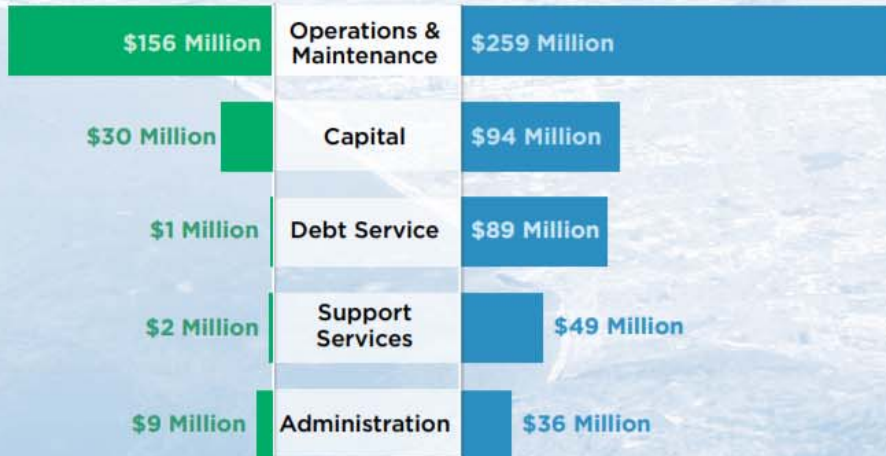 $156 Million
Operations &
Maintenance
$259 Million
$30 Million
Capital
$94 Million
$1 Million
Debt Service
$89 Million
$2 Million
Support
Services
$49 Million
$9 Million
Administration
$36 Million